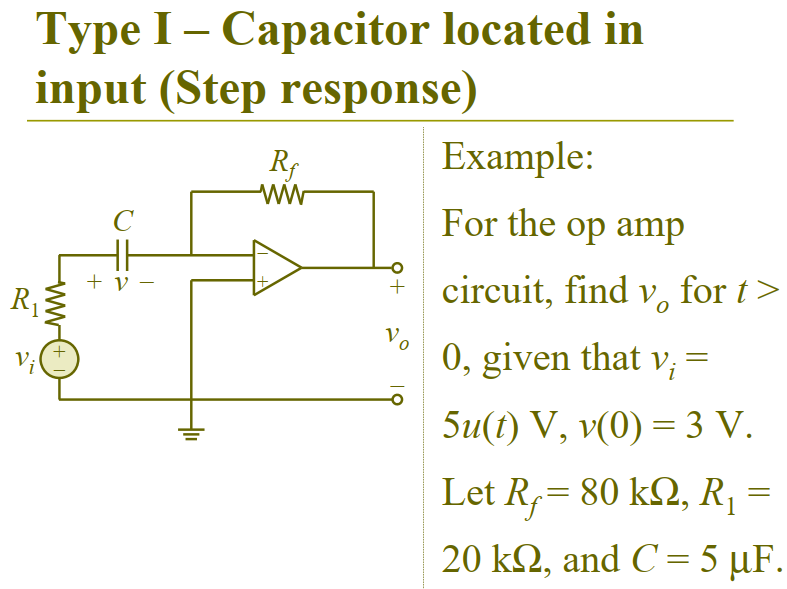 Type I – Capacitor located in
input (Step response)
R_f
C
+ v −
R_1
v_i
+
−
−
+
+
v_o
−
Example:
For the op amp
circuit, find v_o for t >
0, given that v_i =
5u(t) V, v(0) = 3 V.
Let R_f = 80 kΩ, R_1 =
20 kΩ, and C = 5 μF.